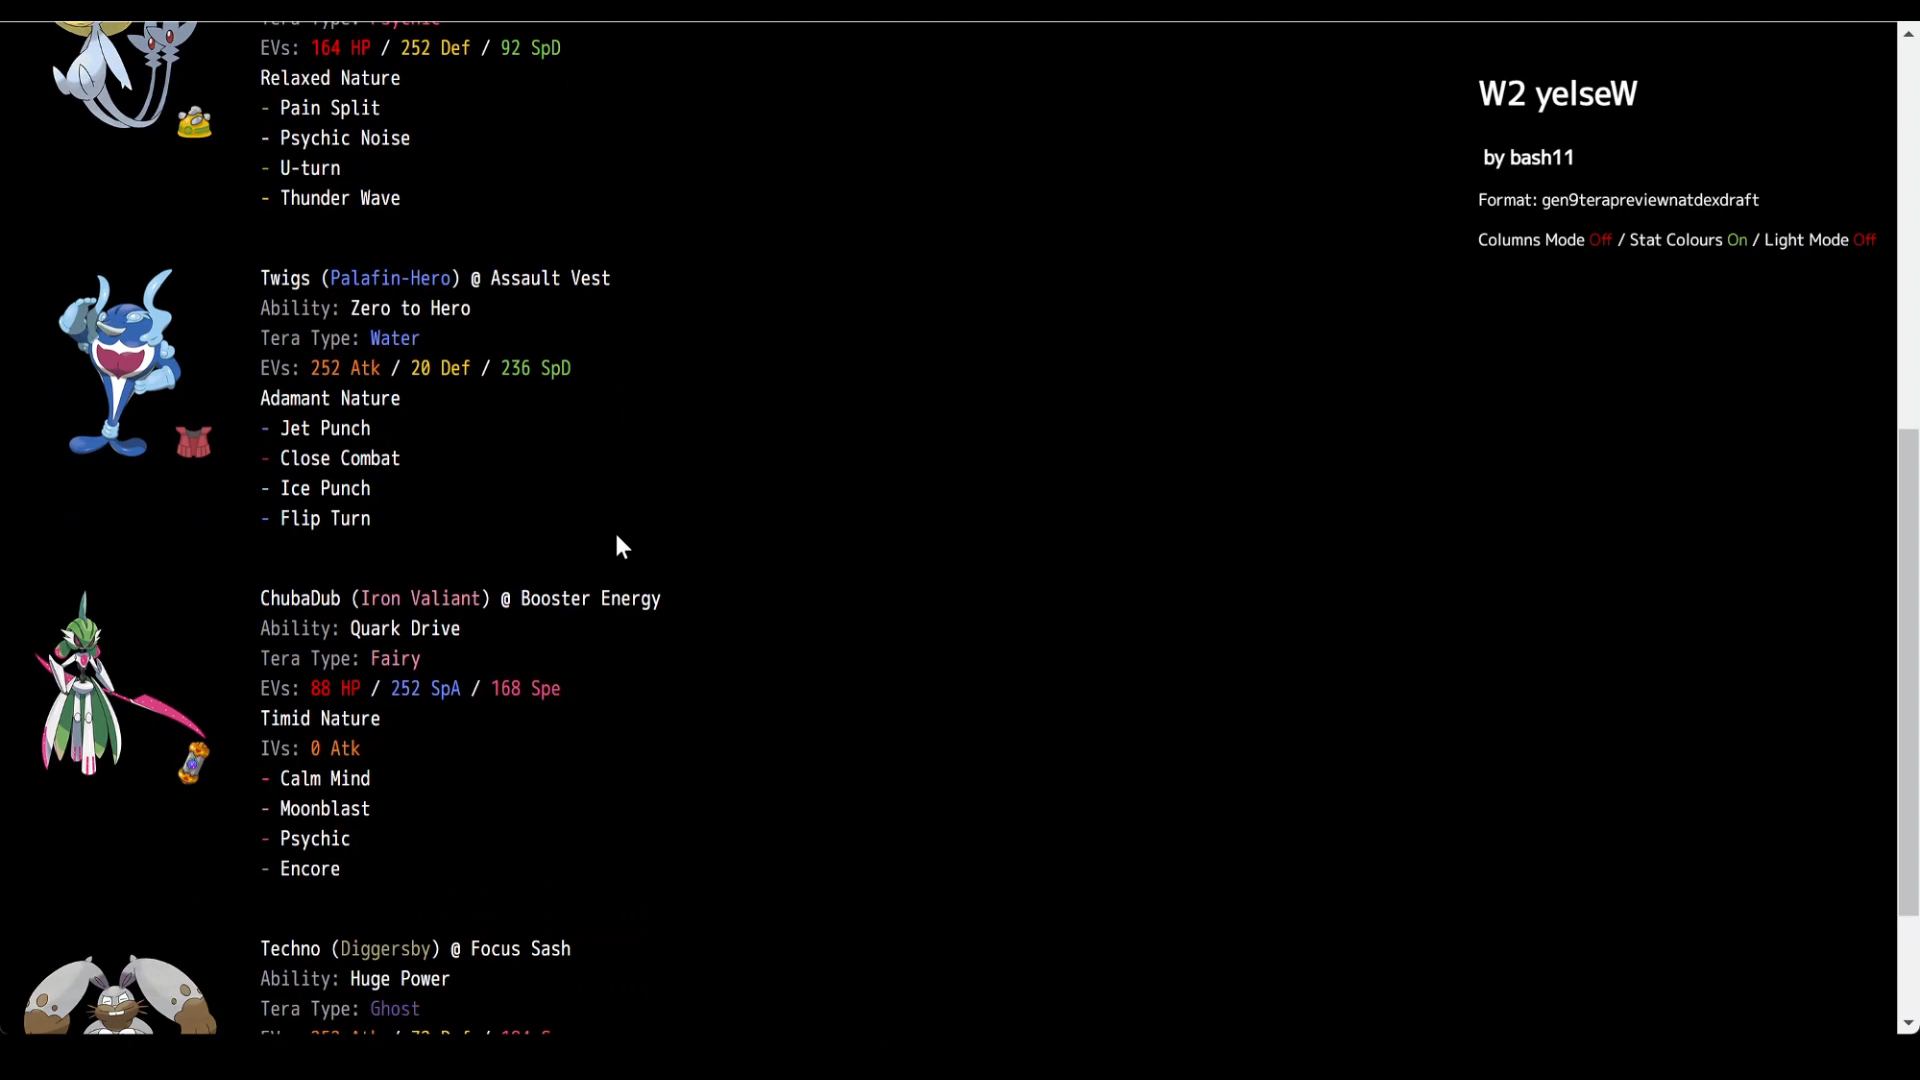 Tera Type: Psychic
EVs: 164 HP / 252 Def / 92 SpD
Relaxed Nature
- Pain Split
- Psychic Noise
- U-turn
- Thunder Wave
Twigs (Palafin-Hero) @ Assault Vest
Ability: Zero to Hero
Tera Type: Water
EVs: 252 Atk / 20 Def / 236 SpD
Adamant Nature
- Jet Punch
- Close Combat
- Ice Punch
- Flip Turn
ChubaDub (Iron Valiant) @ Booster Energy
Ability: Quark Drive
Tera Type: Fairy
EVs: 88 HP / 252 SpA / 168 Spe
Timid Nature
IVs: 0 Atk
- Calm Mind
- Moonblast
- Psychic
- Encore
Techno (Diggersby) @ Focus Sash
Ability: Huge Power
Tera Type: Ghost
W2 yelseW
by bash11
Format: gen9terapreviewnatdexdraft
Columns Mode Off / Stat Colours On / Light Mode Off